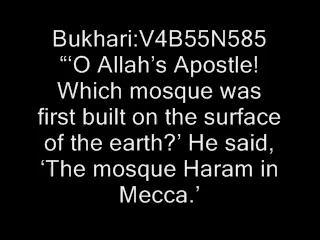 Bukhari:V4B55N585
“‘O Allah’s Apostle!
Which mosque was
first built on the surface
of the earth?’ He said,
‘The mosque Haram in
Mecca.’